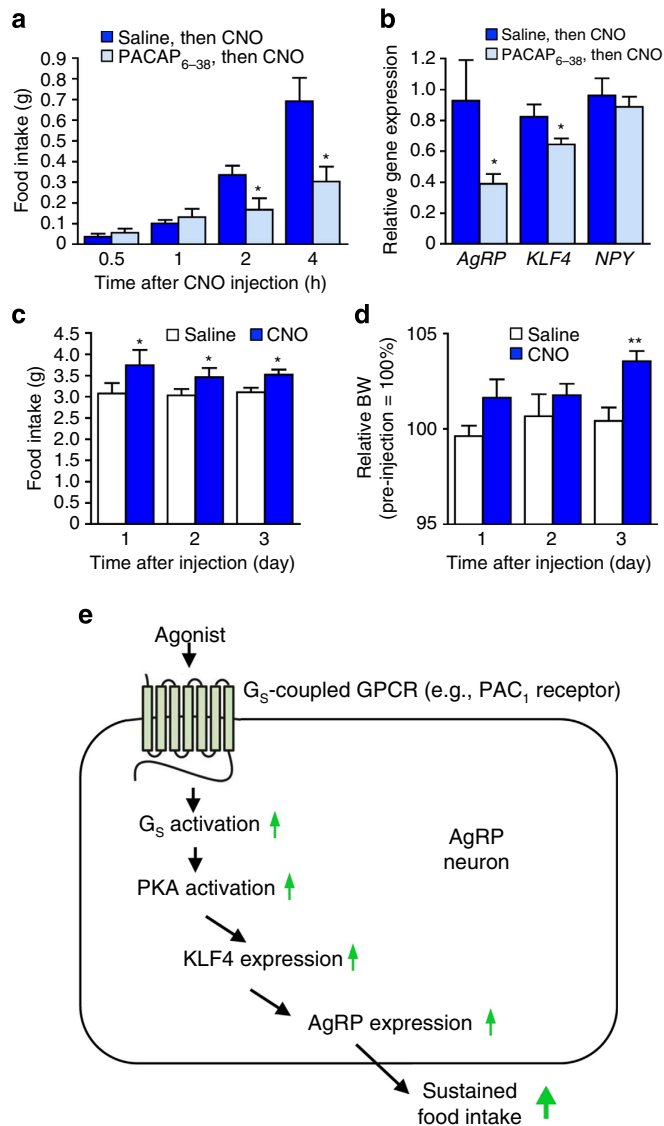 a
Saline, then CNO
PACAP₆₋₃₈, then CNO
Food intake (g)
0.9
0.8
0.7
0.6
0.5
0.4
0.3
0.2
0.1
0
*
*
0.5 1 2 4
Time after CNO injection (h)
b
Saline, then CNO
PACAP₆₋₃₈, then CNO
Relative gene expression
1.2
1.0
0.8
0.6
0.4
0.2
0
*
*
AgRP KLF4 NPY
c
Saline CNO
Food intake (g)
4.5
4.0
3.5
3.0
2.5
2.0
1.5
1.0
0.5
0
* * *
1 2 3
Time after injection (day)
d
Saline
CNO
Relative BW
(pre-injection = 100%)
105
100
95
**
1 2 3
Time after injection (day)
e
Agonist
G_S-coupled GPCR (e.g., PAC₁ receptor)
G_S activation
PKA activation
KLF4 expression
AgRP expression
AgRP
neuron
Sustained
food intake